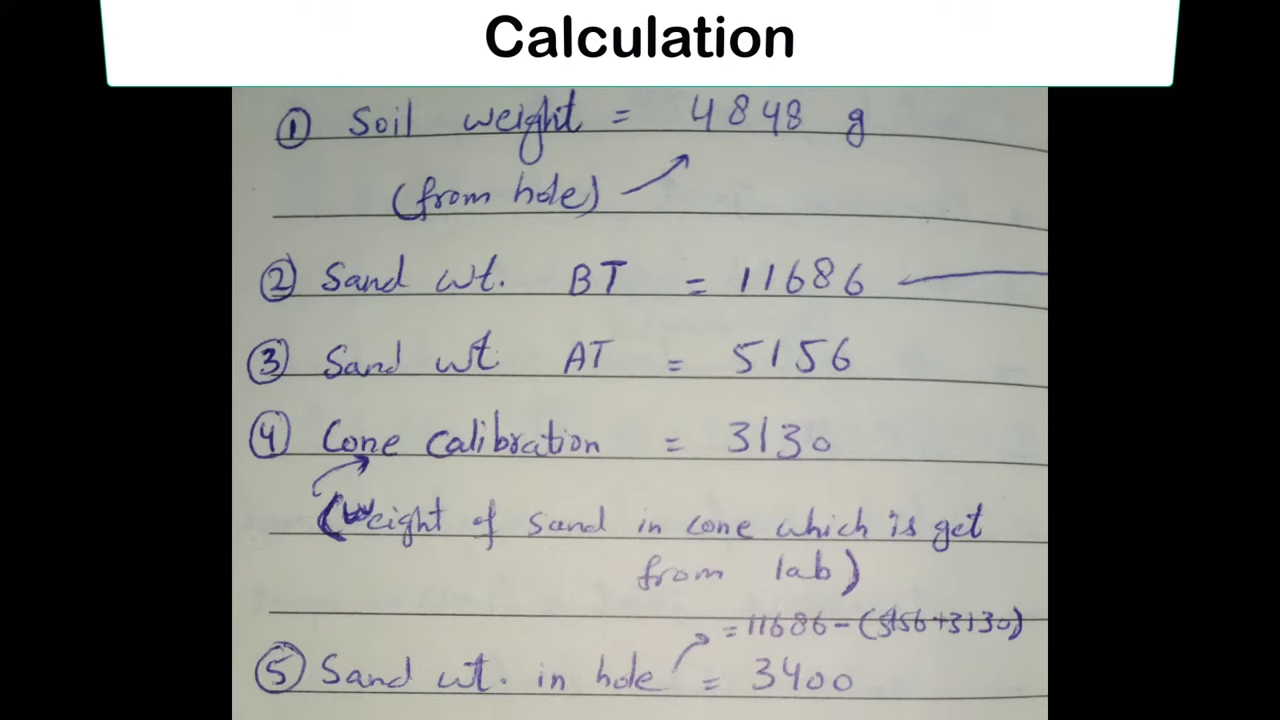 Calculation
① Soil weight = 4848 g
(from hole)
② Sand wt. BT = 11686
③ Sand wt. AT = 5156
④ Cone calibration = 3130
(Weight of sand in cone which is get
from lab)
= 11686 - (5156+3130)
⑤ Sand wt. in hole = 3400